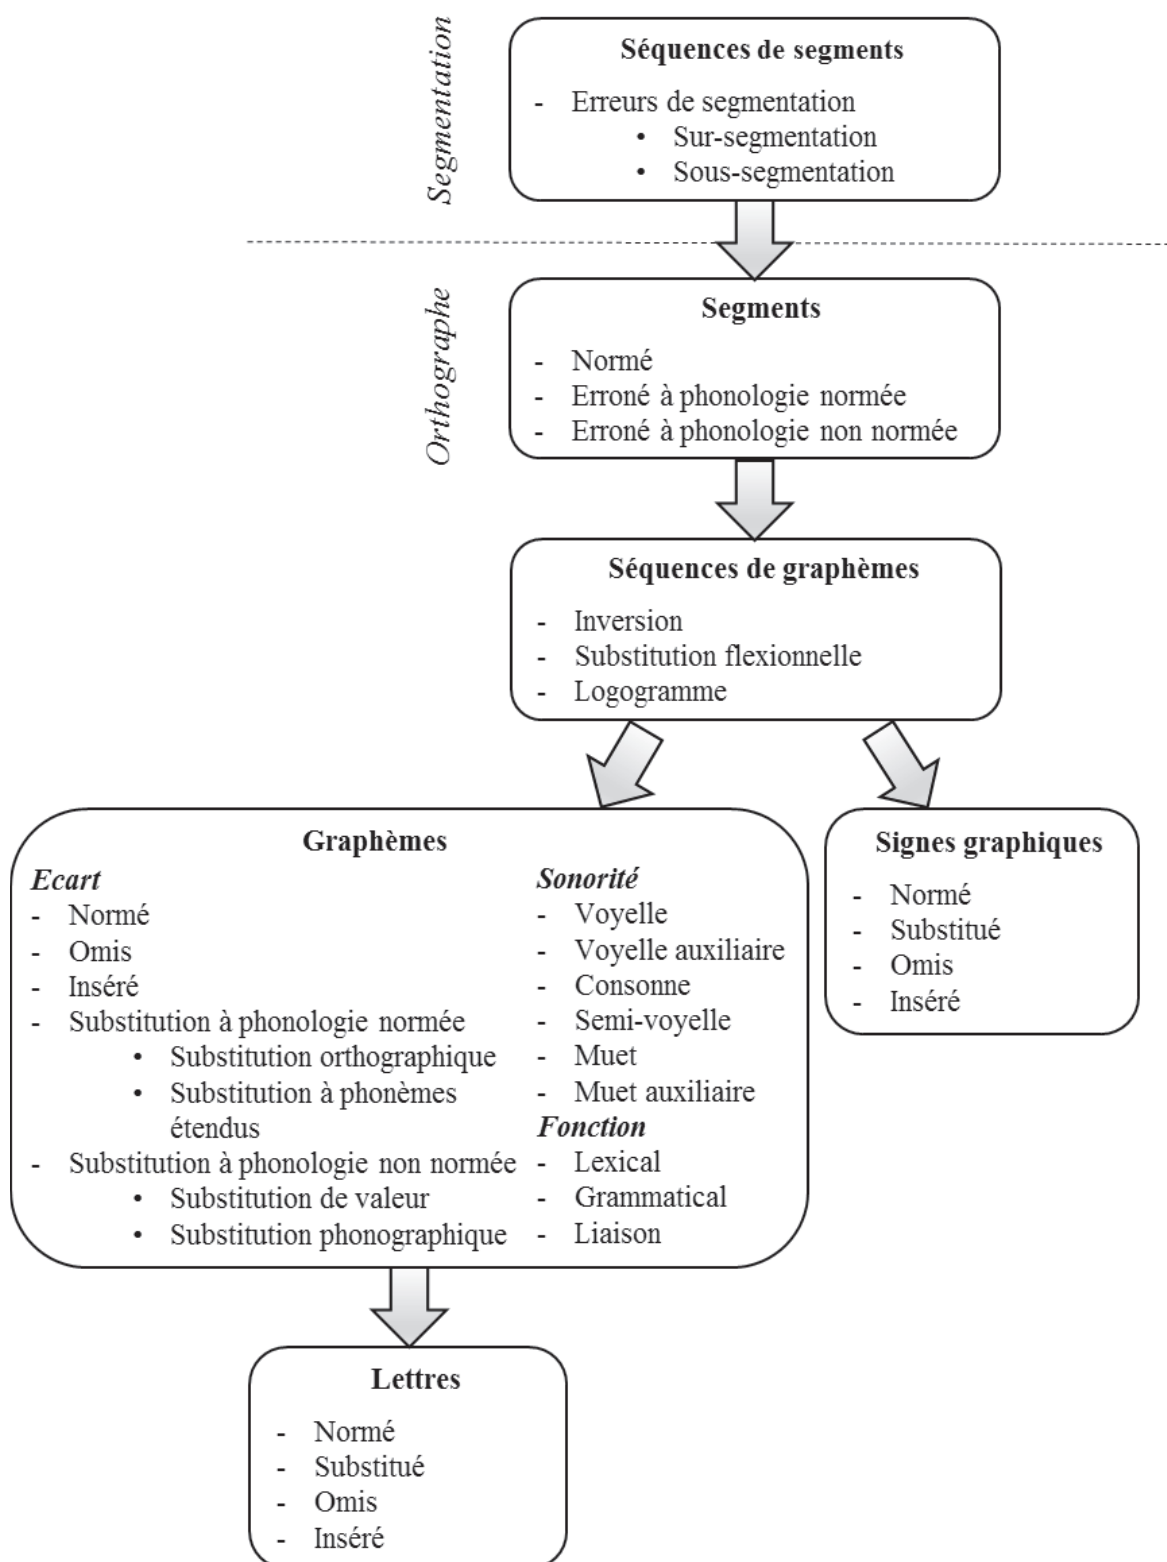 Segmentation
Séquences de segments
- Erreurs de segmentation
• Sur-segmentation
• Sous-segmentation
Orthographe
Segments
- Normé
- Erroné à phonologie normée
- Erroné à phonologie non normée
Séquences de graphèmes
- Inversion
- Substitution flexionnelle
- Logogramme
Graphèmes
Ecart
- Normé
- Omis
- Inséré
- Substitution à phonologie normée
• Substitution orthographique
• Substitution à phonèmes
étendus
- Substitution à phonologie non normée
• Substitution de valeur
• Substitution phonographique
Sonorité
- Voyelle
- Voyelle auxiliaire
- Consonne
- Semi-voyelle
- Muet
- Muet auxiliaire
Fonction
- Lexical
- Grammatical
- Liaison
Signes graphiques
- Normé
- Substitué
- Omis
- Inséré
Lettres
- Normé
- Substitué
- Omis
- Inséré